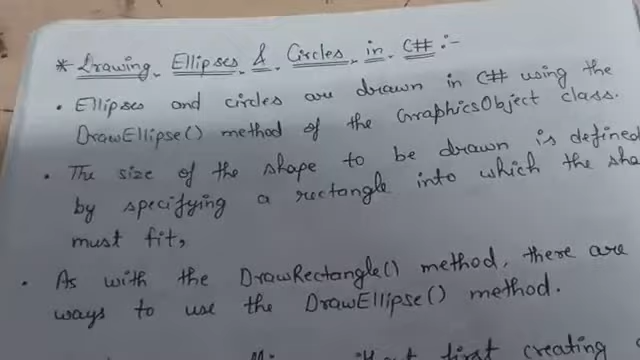 * Drawing Ellipses & Circles in C# :-
• Ellipses and circles are drawn in C# using the
DrawEllipse() method of the GraphicsObject class.
• The size of the shape to be drawn is defined
by specifying a rectangle into which the sha
must fit,
• As with the DrawRectangle() method, there are
ways to use the DrawEllipse() method.
first creating